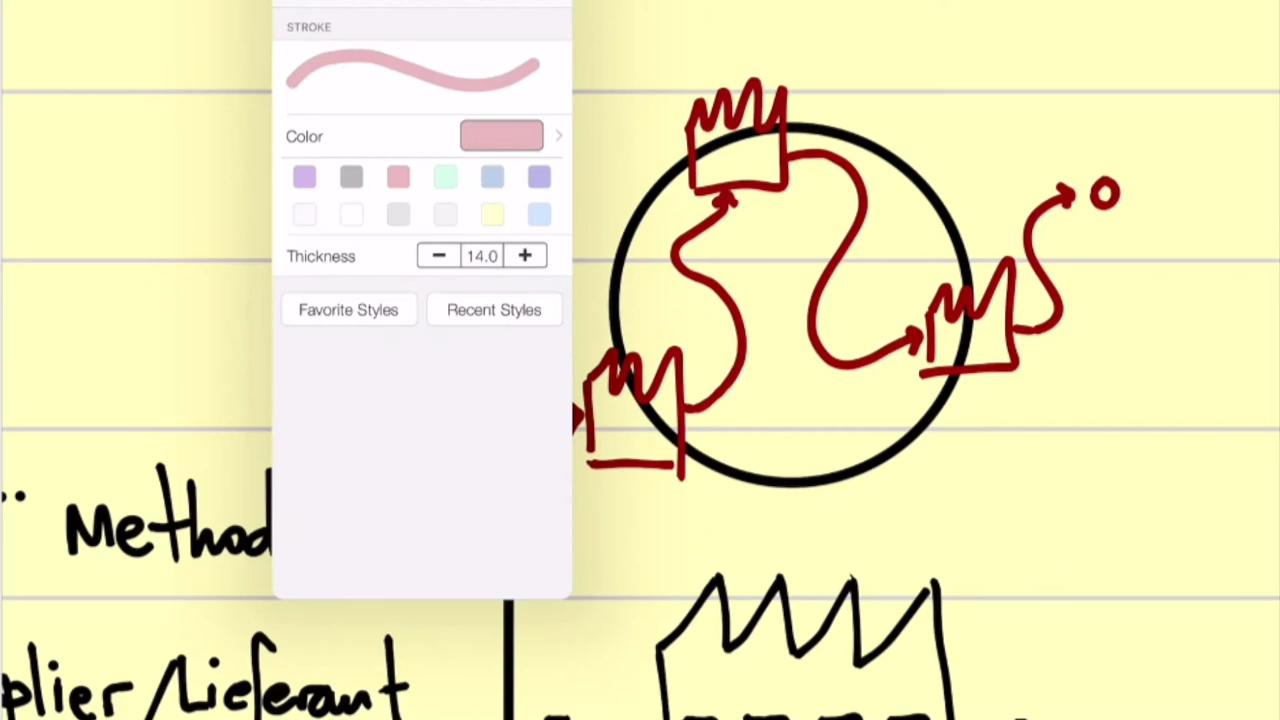 STROKE
Color
Thickness
− 14.0 +
Favorite Styles Recent Styles
¨ Method
plier/Lieferant